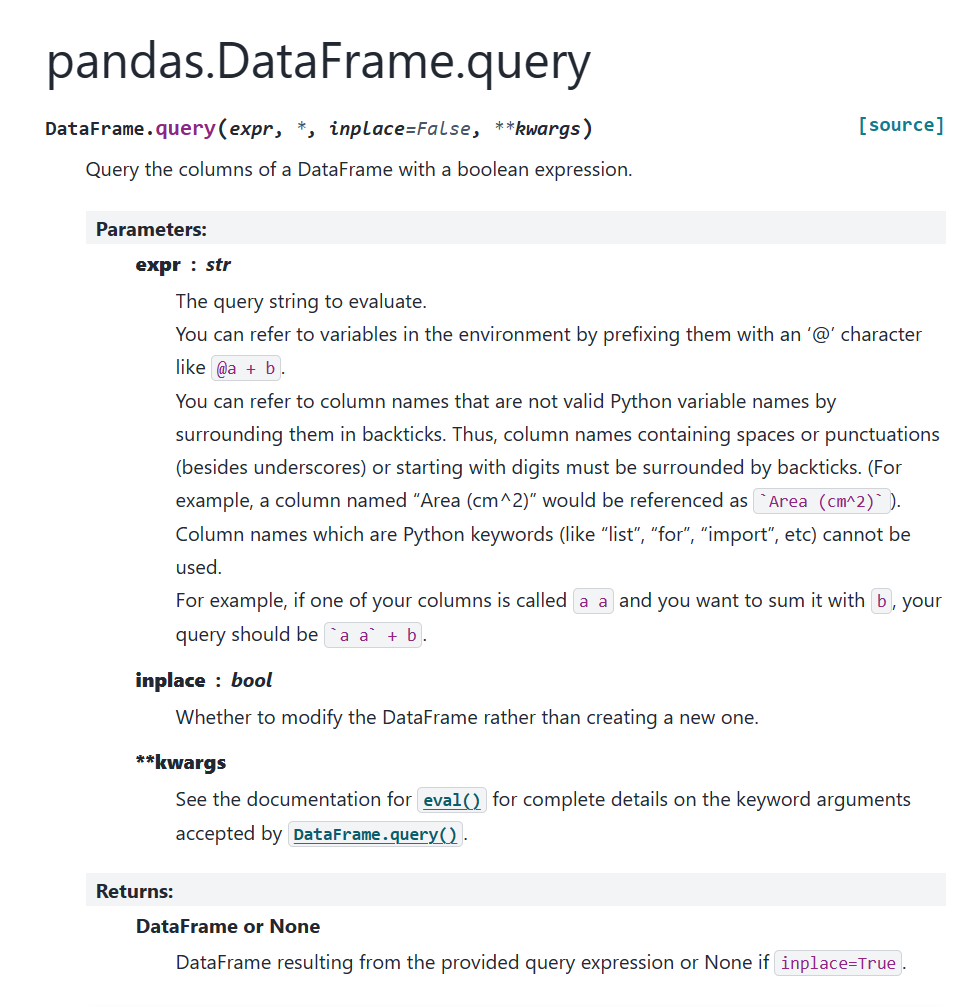 pandas.DataFrame.query
DataFrame.query(expr, *, inplace=False, **kwargs) [source]
Query the columns of a DataFrame with a boolean expression.
Parameters:
expr : str
The query string to evaluate.
You can refer to variables in the environment by prefixing them with an ‘@’ character
like @a + b.
You can refer to column names that are not valid Python variable names by
surrounding them in backticks. Thus, column names containing spaces or punctuations
(besides underscores) or starting with digits must be surrounded by backticks. (For
example, a column named “Area (cm^2)” would be referenced as `Area (cm^2)`).
Column names which are Python keywords (like “list”, “for”, “import”, etc) cannot be
used.
For example, if one of your columns is called a a and you want to sum it with b, your
query should be `a a` + b.
inplace : bool
Whether to modify the DataFrame rather than creating a new one.
**kwargs
See the documentation for eval() for complete details on the keyword arguments
accepted by DataFrame.query().
Returns:
DataFrame or None
DataFrame resulting from the provided query expression or None if inplace=True.